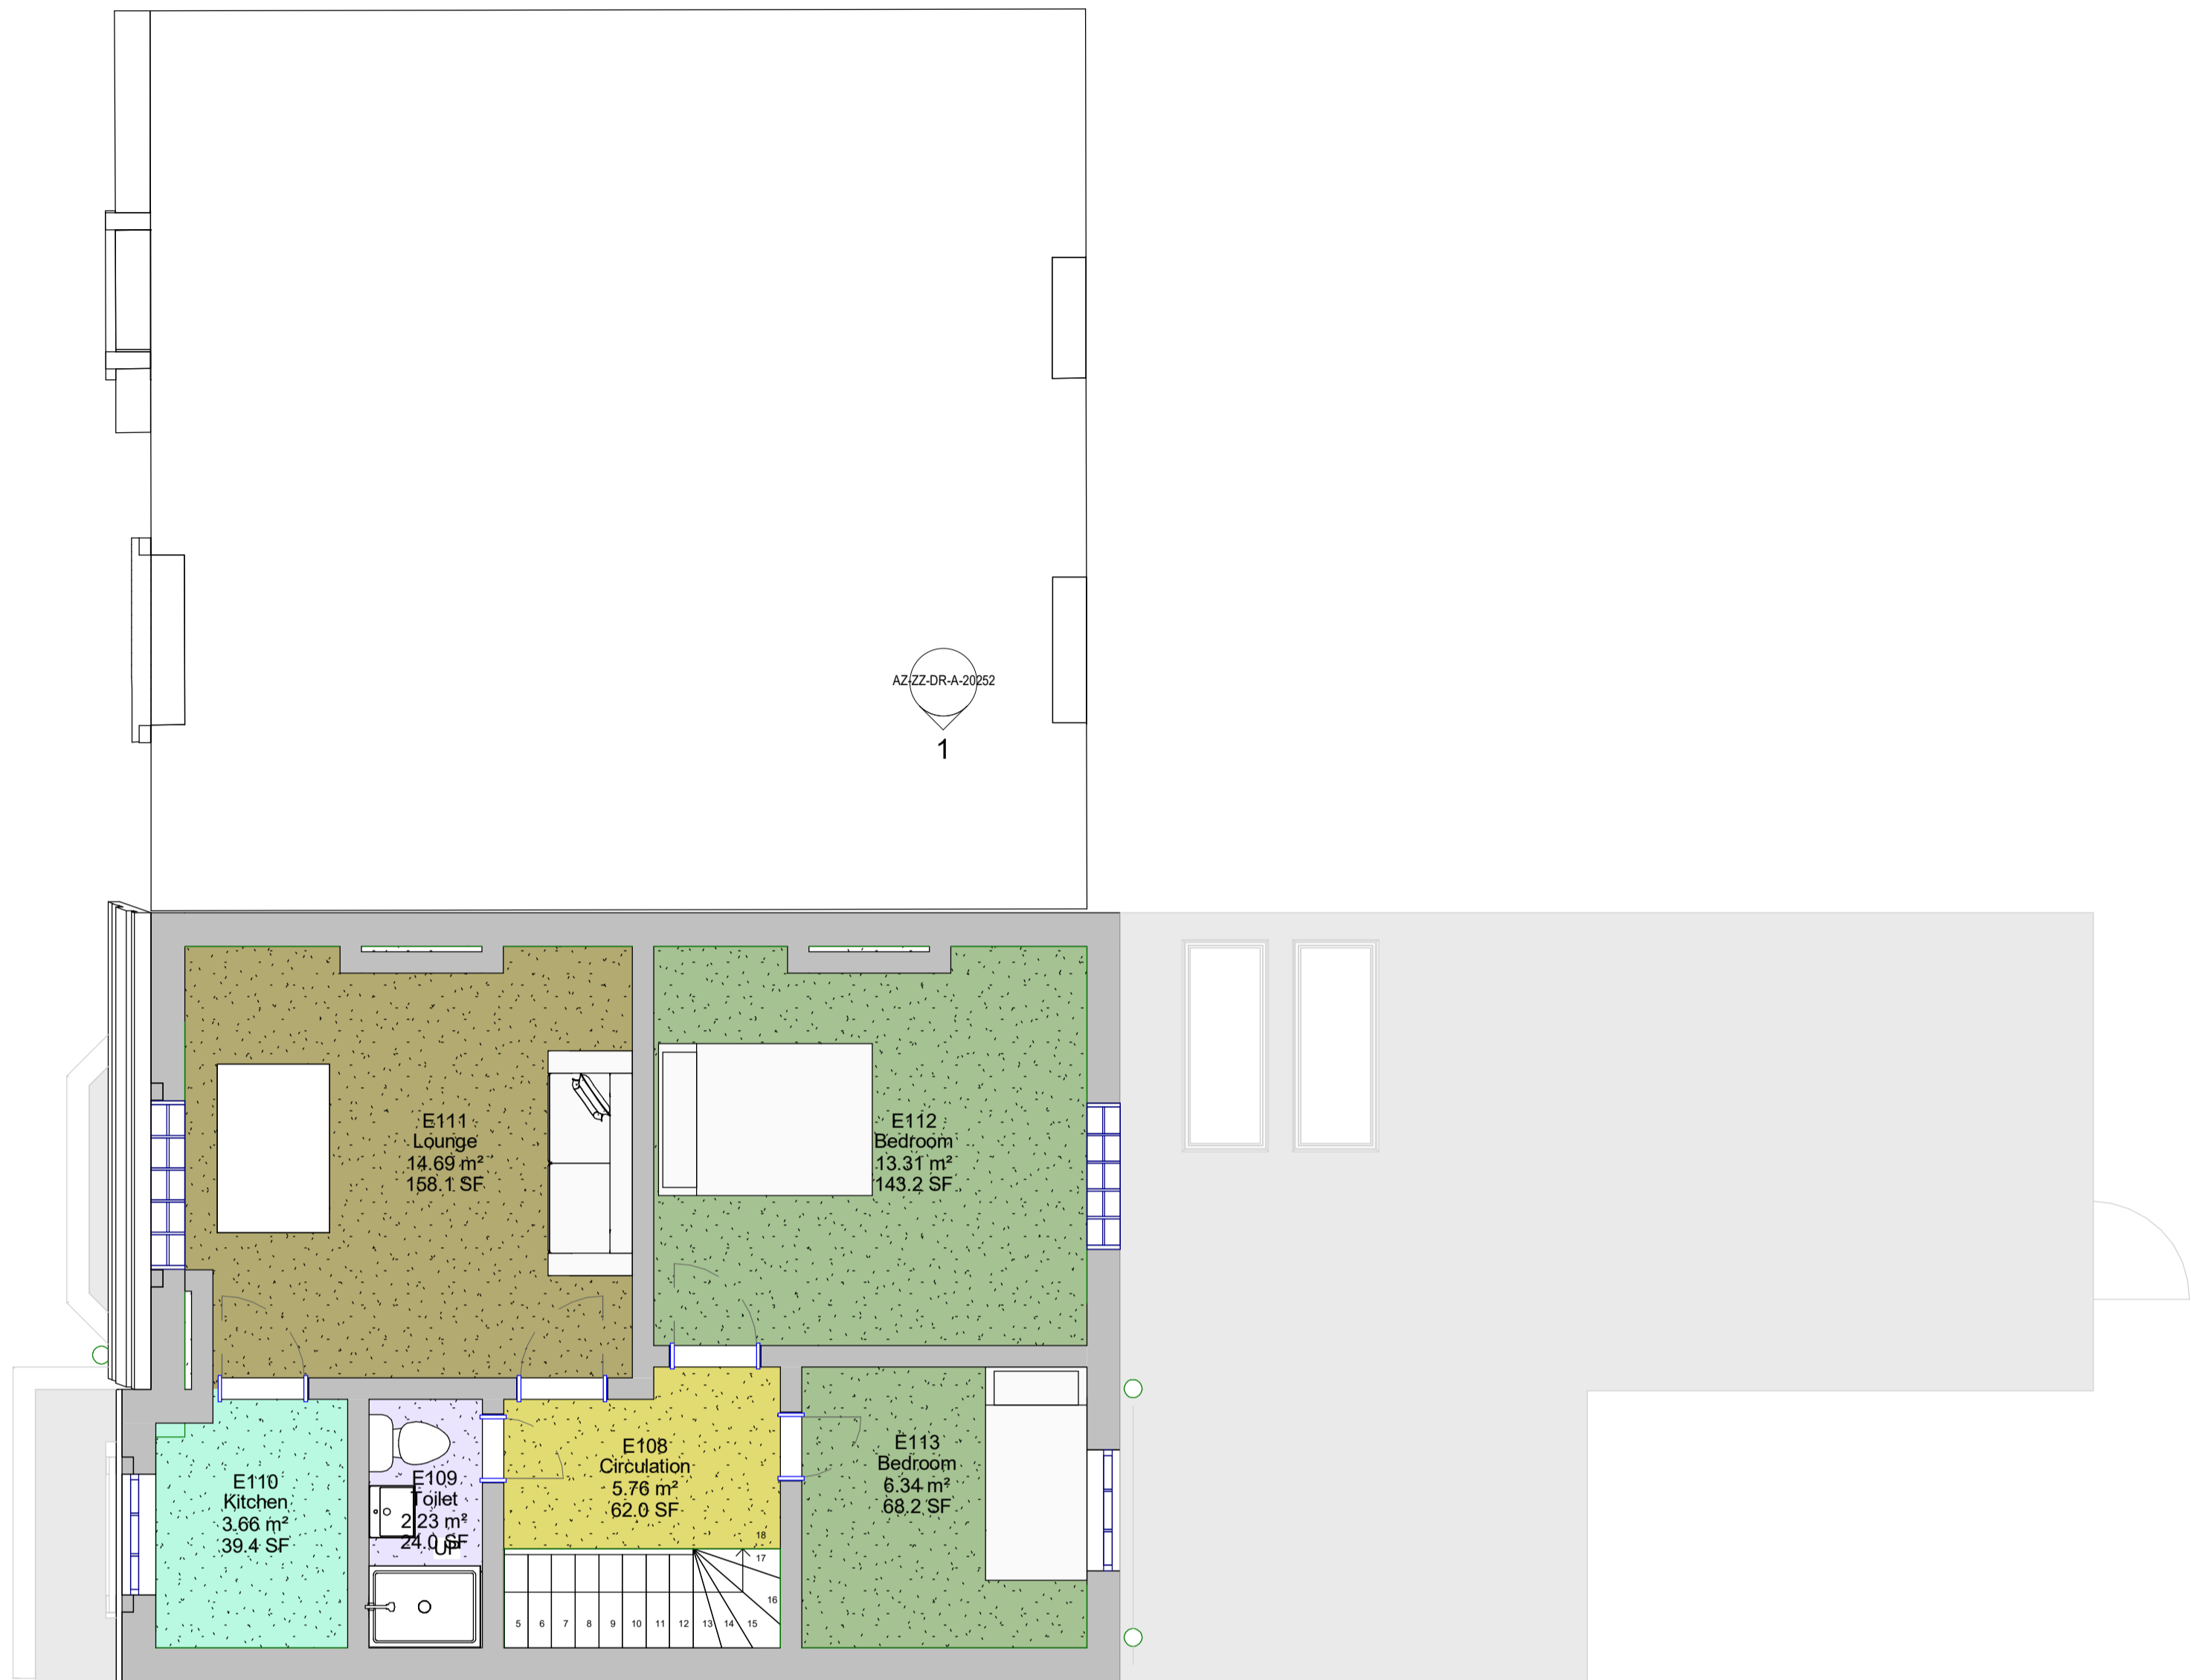 AZ-ZZ-DR-A-20252
1
E111
Lounge
14.69 m²
158.1 SF
E112
Bedroom
13.31 m²
143.2 SF
E108
Circulation
5.76 m²
62.0 SF
E113
Bedroom
6.34 m²
68.2 SF
E110
Kitchen
3.66 m²
39.4 SF
E109
Toilet
2.23 m²
24.0 SF
UP
18
17
16
5 6 7 8 9 10 11 12 13 14 15